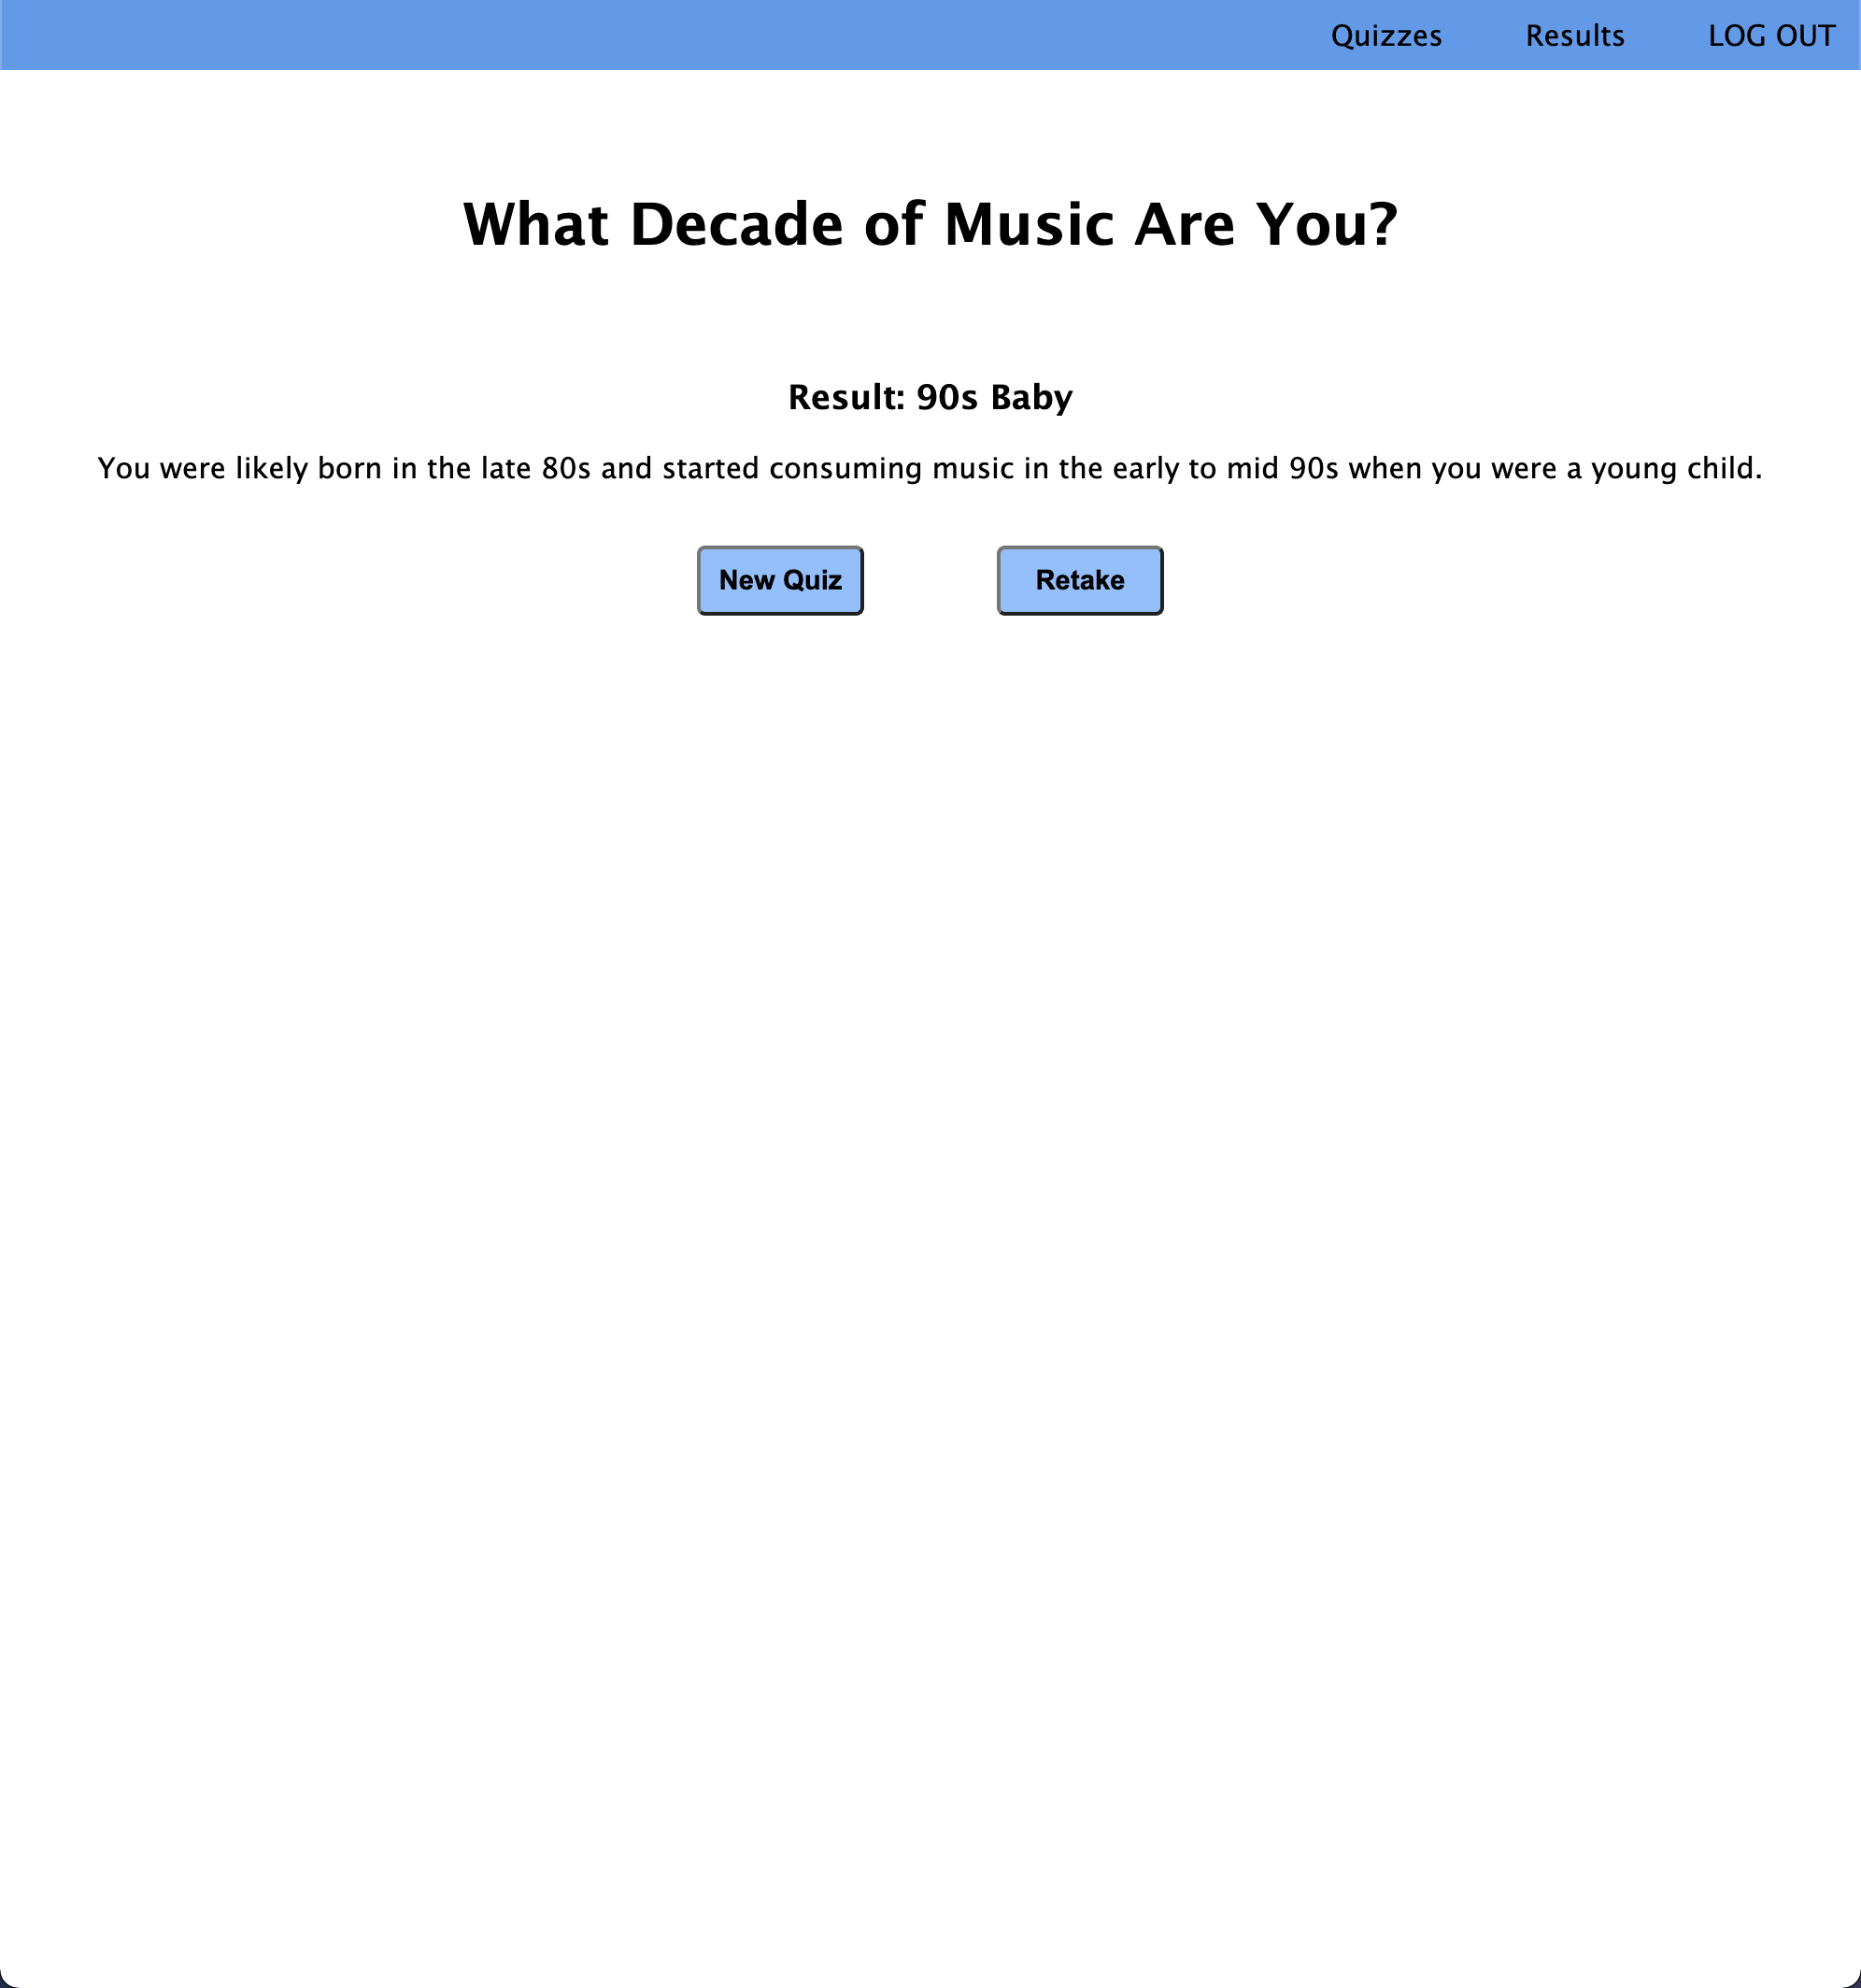 Quizzes Results LOG OUT
What Decade of Music Are You?
Result: 90s Baby
You were likely born in the late 80s and started consuming music in the early to mid 90s when you were a young child.
New Quiz Retake